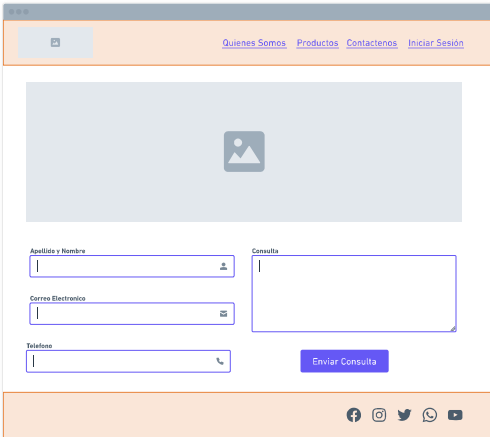 Quienes Somos Productos Contactenos Iniciar Sesión
Apellido y Nombre
Consulta
Correo Electronico
Telefono
Enviar Consulta